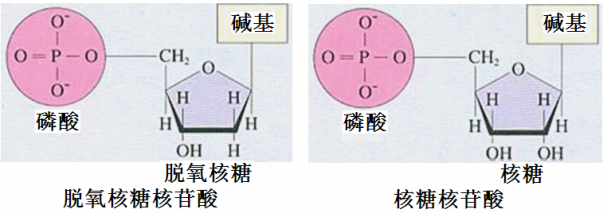 O⁻
碱基
O=P-O
CH₂
O
O⁻
H H
磷酸
H H
OH H
脱氧核糖
脱氧核糖核苷酸
O⁻
碱基
O=P-O
CH₂
O
O⁻
H H
磷酸
H H
OH OH
核糖
核糖核苷酸